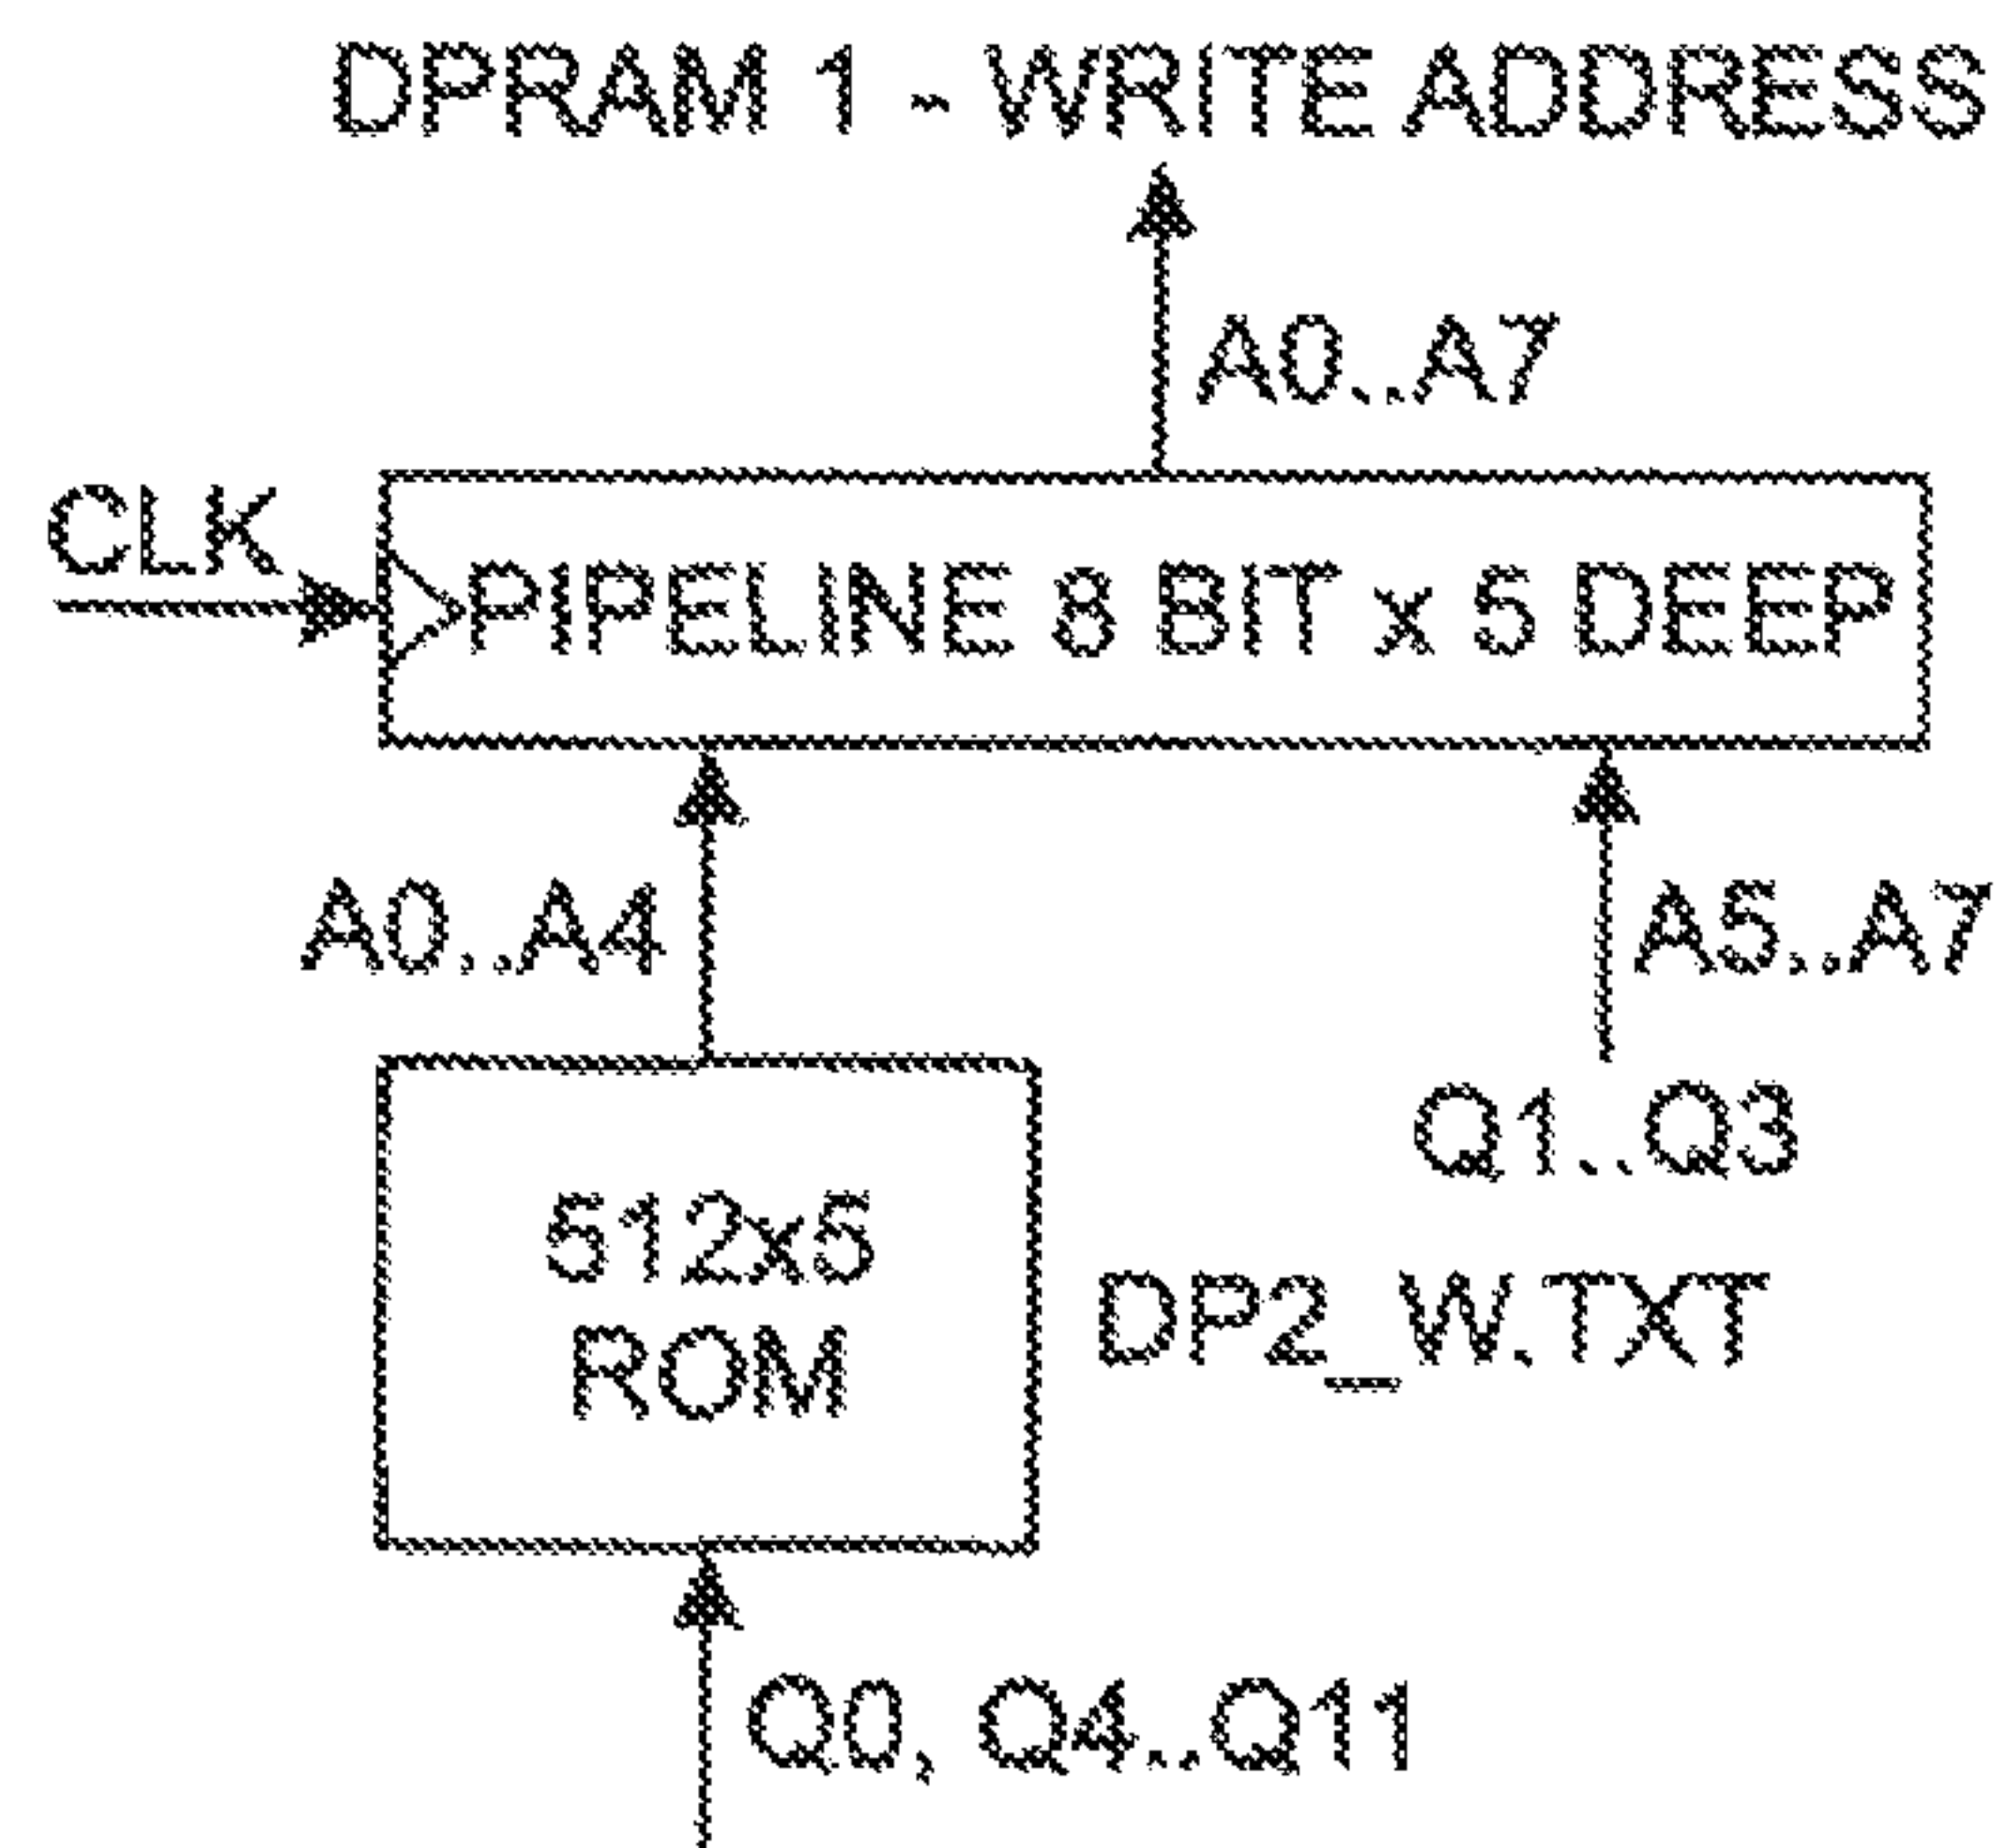 DPRAM 1 - WRITE ADDRESS
A0..A7
CLK
PIPELINE 8 BIT x 5 DEEP
A0..A4
A5..A7
Q1..Q3
512x5
ROM
DP2_W.TXT
Q0, Q4..Q11